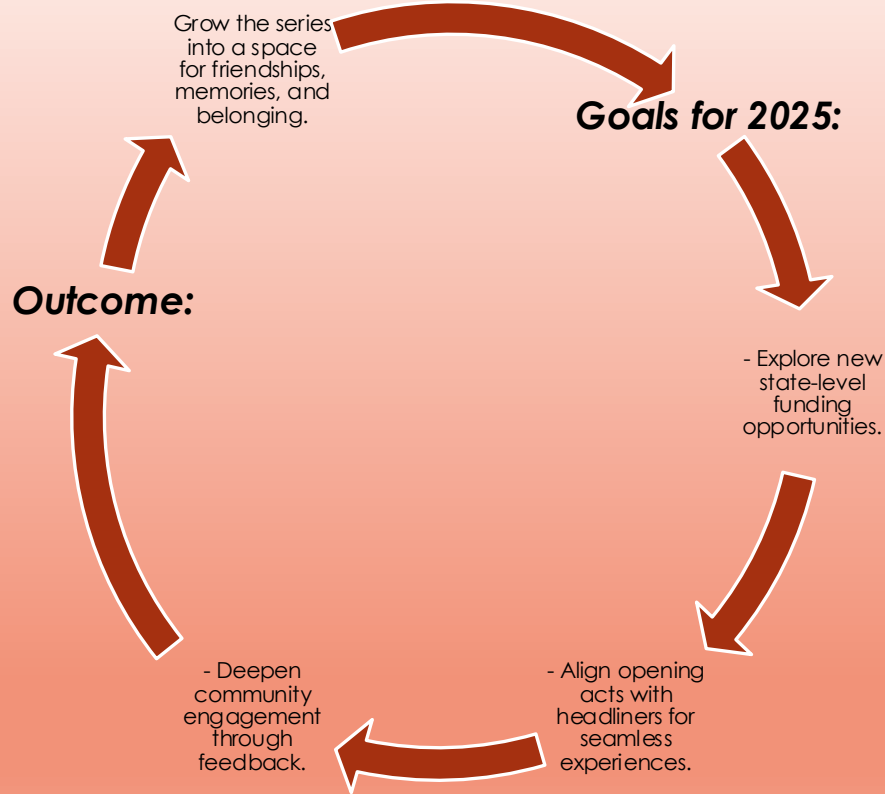 Grow the series
into a space
for friendships,
memories, and
belonging.
Goals for 2025:
- Explore new
state-level
funding
opportunities.
- Align opening
acts with
headliners for
seamless
experiences.
- Deepen
community
engagement
through
feedback.
Outcome: